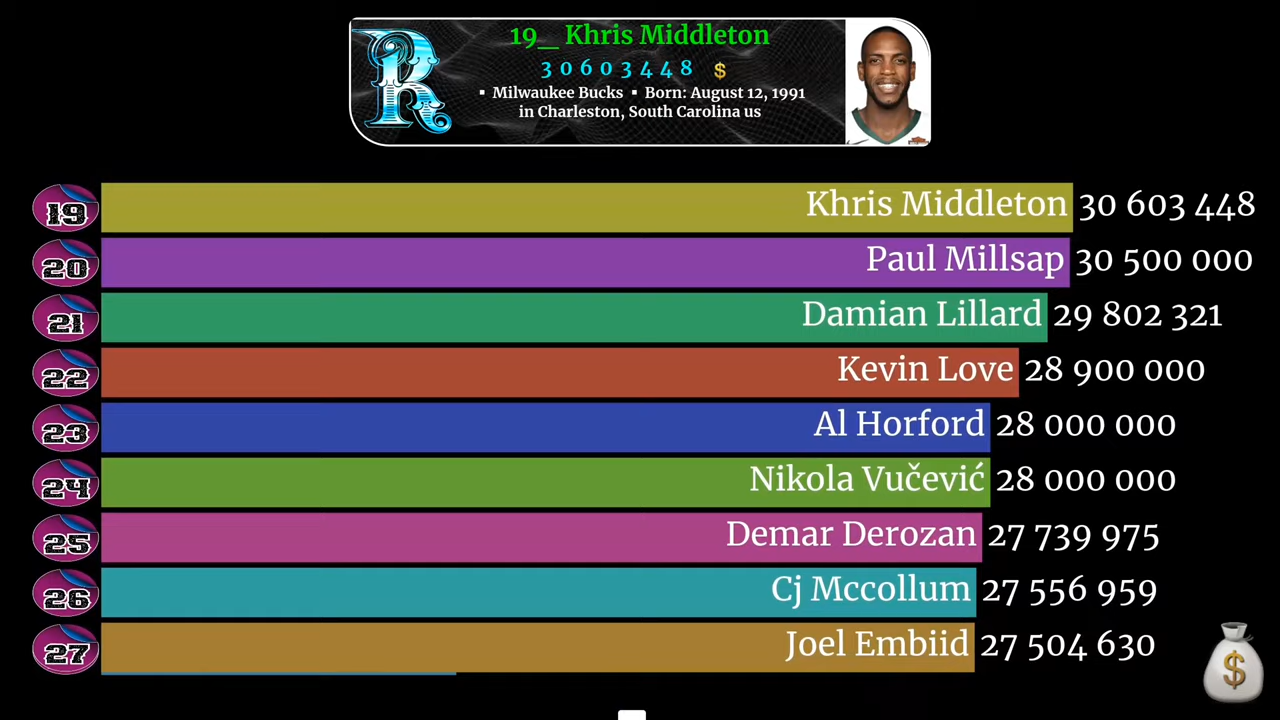 R
19_ Khris Middleton
30603448 $
▪ Milwaukee Bucks ▪ Born: August 12, 1991
in Charleston, South Carolina us
19 Khris Middleton 30 603 448
20 Paul Millsap 30 500 000
21 Damian Lillard 29 802 321
22 Kevin Love 28 900 000
23 Al Horford 28 000 000
24 Nikola Vučević 28 000 000
25 Demar Derozan 27 739 975
26 Cj Mccollum 27 556 959
27 Joel Embiid 27 504 630
$